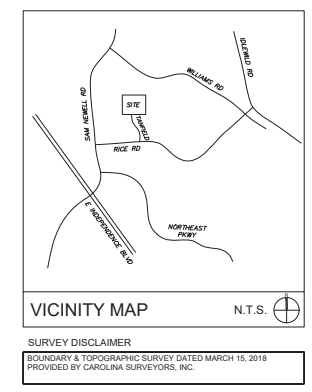 IDLEWILD RD
WILLIAMS RD
SAM NEWELL RD
SITE
TANFIELD
RICE RD
E INDEPENDENCE BLVD
NORTHEAST
PKWY
VICINITY MAP
N.T.S.
N
SURVEY DISCLAIMER
BOUNDARY & TOPOGRAPHIC SURVEY DATED MARCH 15, 2018
PROVIDED BY CAROLINA SURVEYORS, INC.